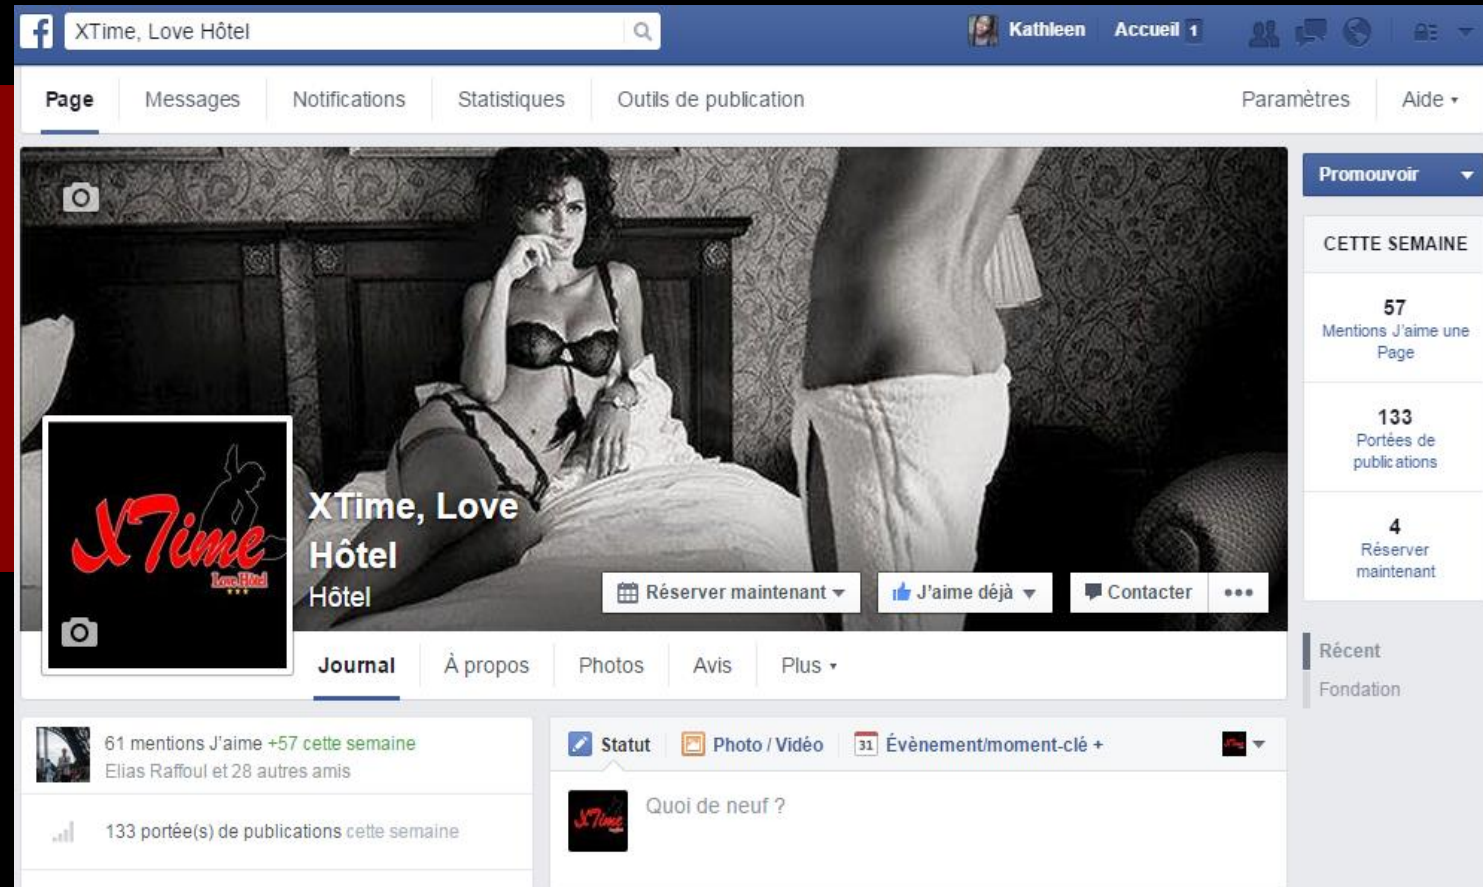 XTime, Love Hôtel
Kathleen Accueil 1
Page Messages Notifications Statistiques Outils de publication Paramètres Aide
Promouvoir
CETTE SEMAINE
57
Mentions J'aime une
Page
133
Portées de
publications
4
Réserver
maintenant
Récent
Fondation
XTime
Love Hôtel
XTime, Love
Hôtel
Hôtel
Réserver maintenant J'aime déjà Contacter
Journal À propos Photos Avis Plus
61 mentions J'aime +57 cette semaine
Elias Raffoul et 28 autres amis
133 portée(s) de publications cette semaine
Statut Photo / Vidéo 31 Évènement/moment-clé +
XTime
Quoi de neuf ?